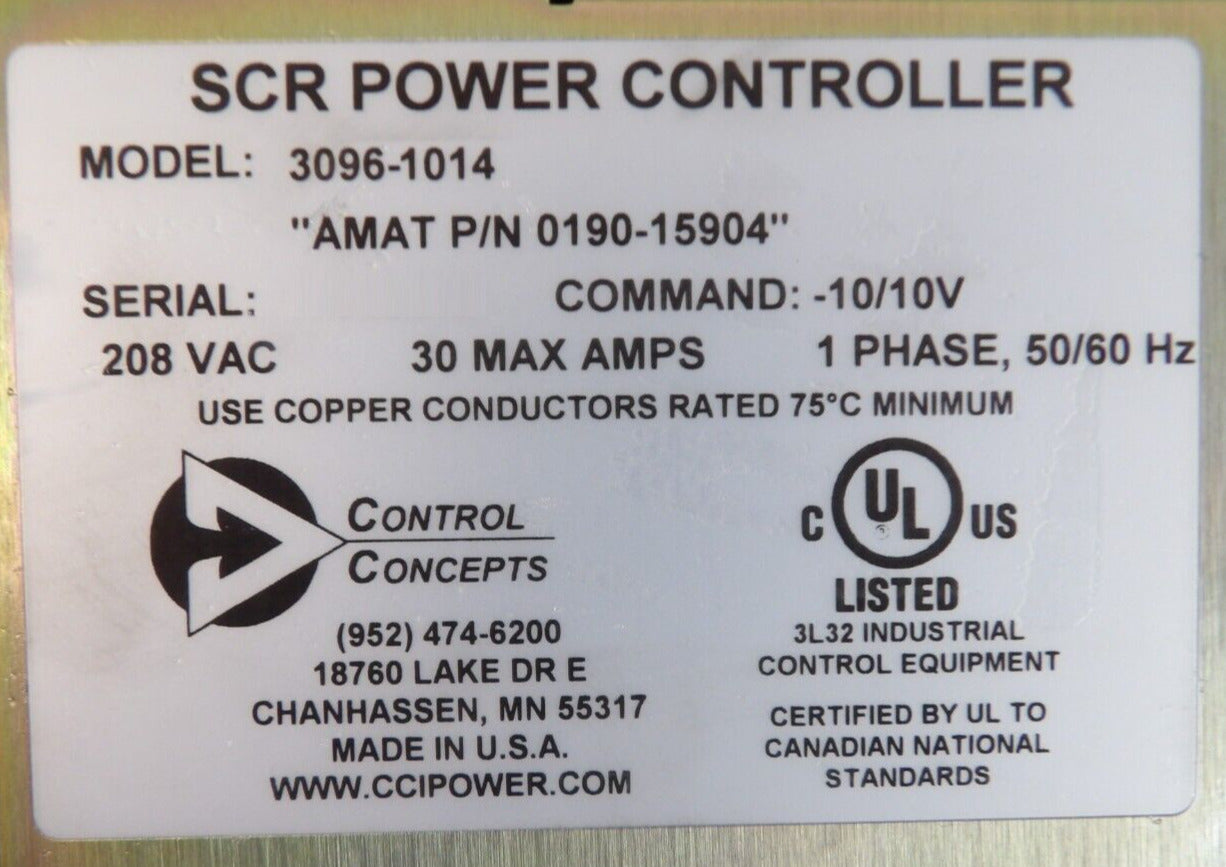 SCR POWER CONTROLLER
MODEL: 3096-1014
"AMAT P/N 0190-15904"
SERIAL: COMMAND: -10/10V
208 VAC 30 MAX AMPS 1 PHASE, 50/60 Hz
USE COPPER CONDUCTORS RATED 75°C MINIMUM
CONTROL
CONCEPTS
(952) 474-6200
18760 LAKE DR E
CHANHASSEN, MN 55317
MADE IN U.S.A.
WWW.CCIPOWER.COM
C UL US
LISTED
3L32 INDUSTRIAL
CONTROL EQUIPMENT
CERTIFIED BY UL TO
CANADIAN NATIONAL
STANDARDS